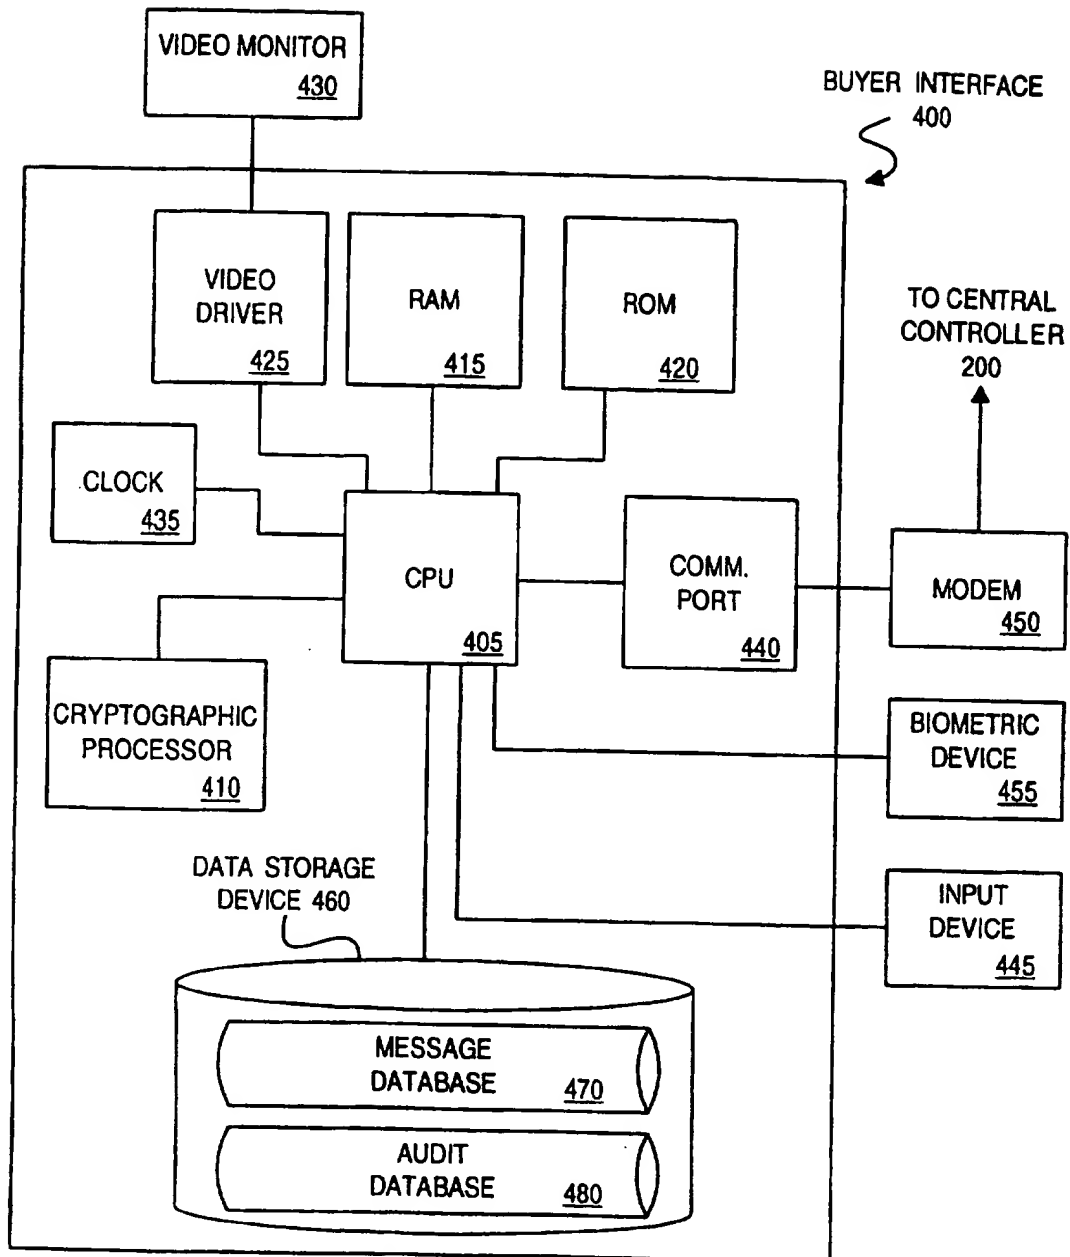 VIDEO MONITOR
430
BUYER INTERFACE
400
VIDEO
DRIVER
425
RAM
415
ROM
420
TO CENTRAL
CONTROLLER
200
CLOCK
435
CPU
405
COMM.
PORT
440
MODEM
450
CRYPTOGRAPHIC
PROCESSOR
410
BIOMETRIC
DEVICE
455
DATA STORAGE
DEVICE 460
INPUT
DEVICE
445
MESSAGE
DATABASE
470
AUDIT
DATABASE
480